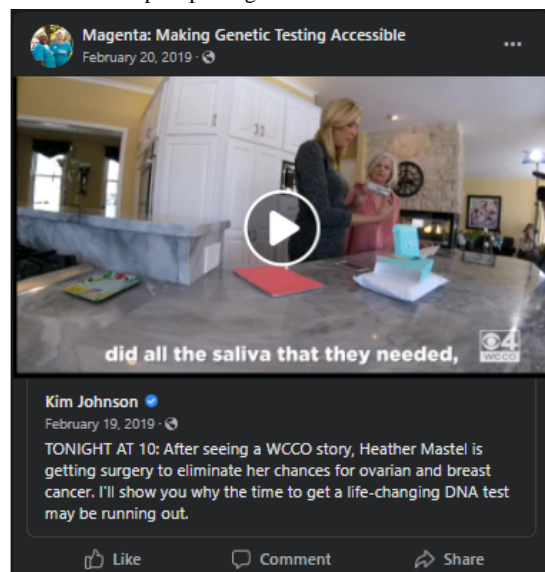 Magenta: Making Genetic Testing Accessible
February 20, 2019 ·
did all the saliva that they needed,
4
WCCO
Kim Johnson
February 19, 2019 ·
TONIGHT AT 10: After seeing a WCCO story, Heather Mastel is
getting surgery to eliminate her chances for ovarian and breast
cancer. I'll show you why the time to get a life-changing DNA test
may be running out.
Like Comment Share